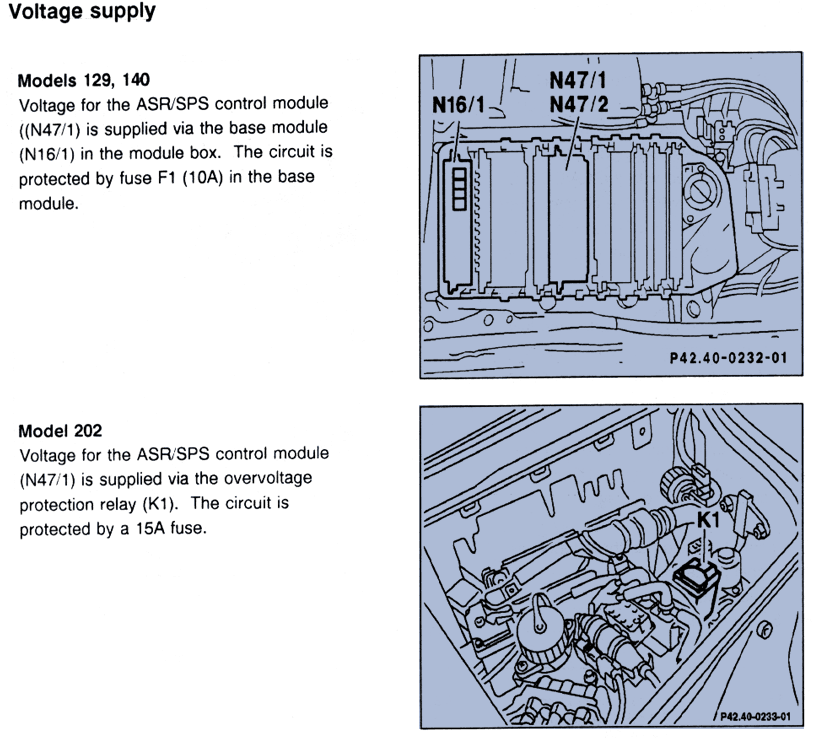 Voltage supply
Models 129, 140
Voltage for the ASR/SPS control module
((N47/1) is supplied via the base module
(N16/1) in the module box. The circuit is
protected by fuse F1 (10A) in the base
module.
N16/1
N47/1
N47/2
P42.40-0232-01
Model 202
Voltage for the ASR/SPS control module
(N47/1) is supplied via the overvoltage
protection relay (K1). The circuit is
protected by a 15A fuse.
K1
P42.40-0233-01